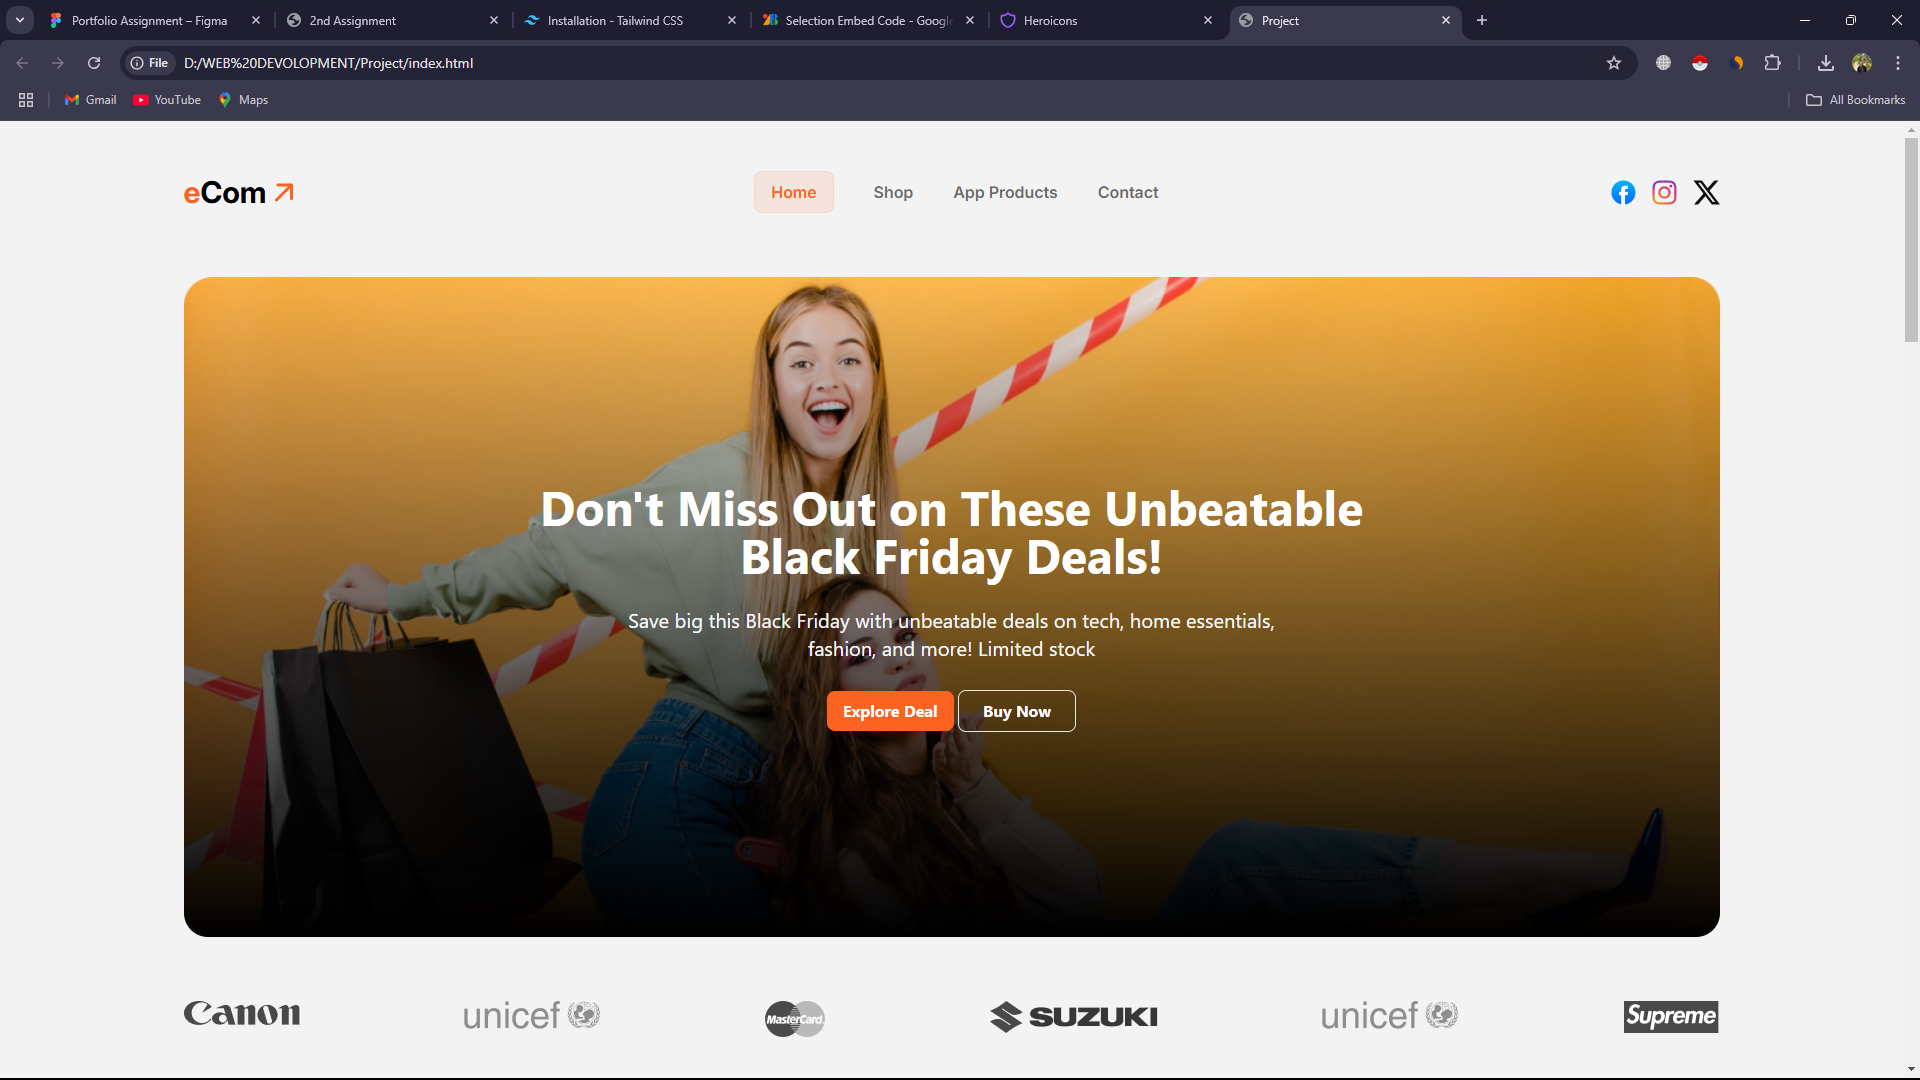 Portfolio Assignment – Figma
2nd Assignment
Installation - Tailwind CSS
Selection Embed Code - Google
Heroicons
Project
File
D:/WEB%20DEVOLOPMENT/Project/index.html
Gmail
YouTube
Maps
All Bookmarks
eCom
Home
Shop
App Products
Contact
Don't Miss Out on These Unbeatable
Black Friday Deals!
Save big this Black Friday with unbeatable deals on tech, home essentials,
fashion, and more! Limited stock
Explore Deal
Buy Now
Canon
unicef
MasterCard.
SUZUKI
unicef
Supreme